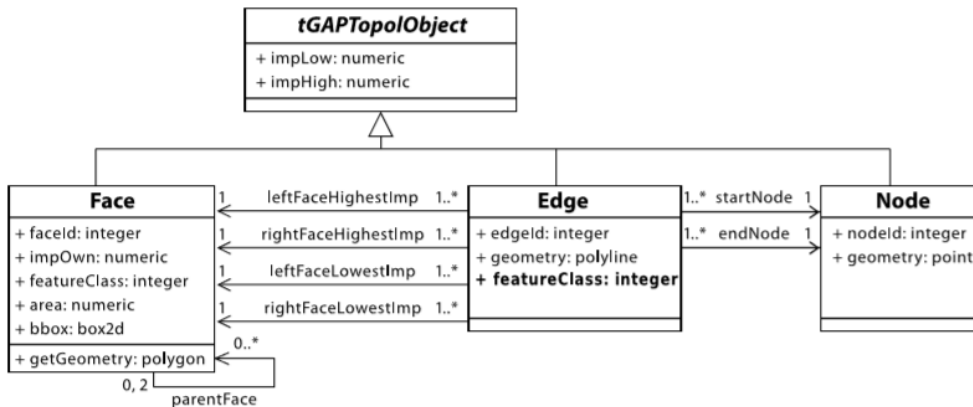 tGAPTopolObject
+ impLow: numeric
+ impHigh: numeric
Face
+ faceId: integer
+ impOwn: numeric
+ featureClass: integer
+ area: numeric
+ bbox: box2d
+ getGeometry: polygon
1 leftFaceHighestImp 1..*
1 rightFaceHighestImp 1..*
1 leftFaceLowestImp 1..*
1 rightFaceLowestImp 1..*
0..*
0, 2
parentFace
Edge
+ edgeId: integer
+ geometry: polyline
+ featureClass: integer
1..* startNode 1
1..* endNode 1
Node
+ nodeId: integer
+ geometry: point